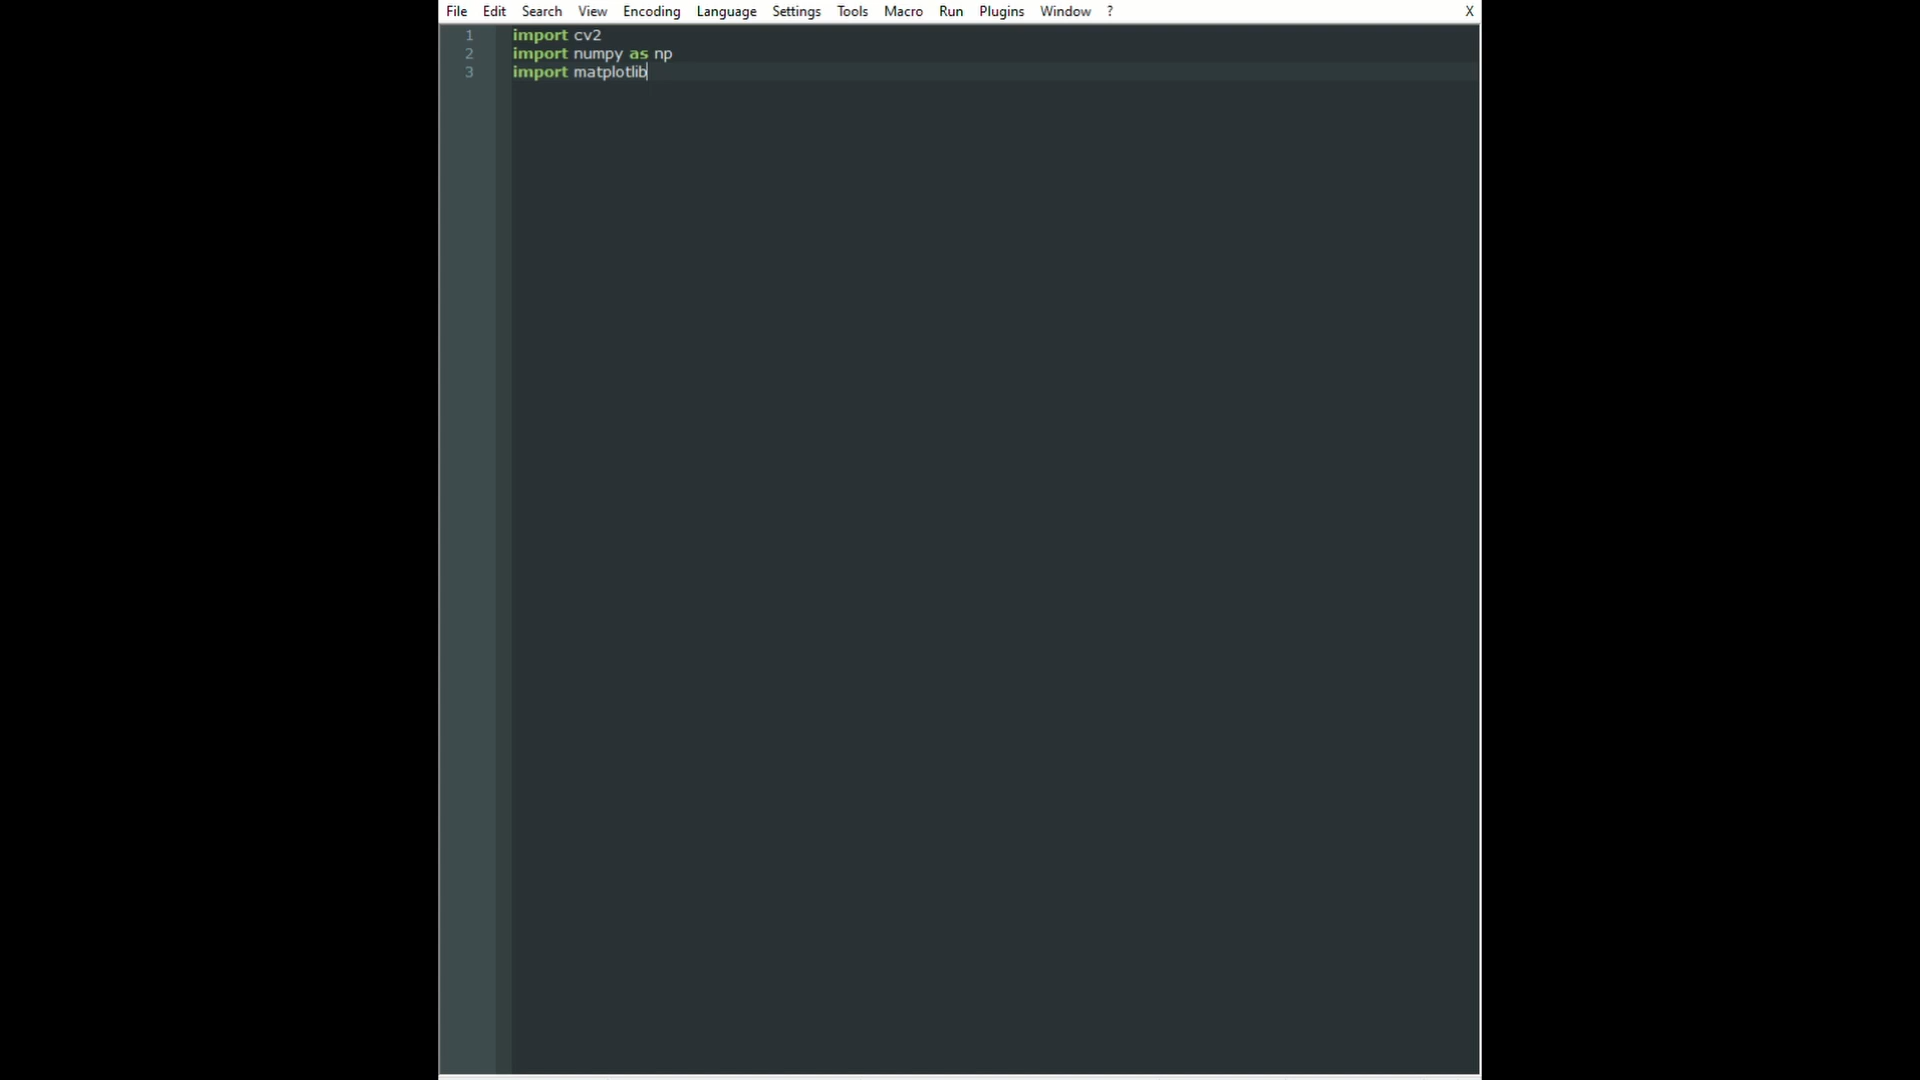 File Edit Search View Encoding Language Settings Tools Macro Run Plugins Window ? X
1 import cv2
2 import numpy as np
3 import matplotlib